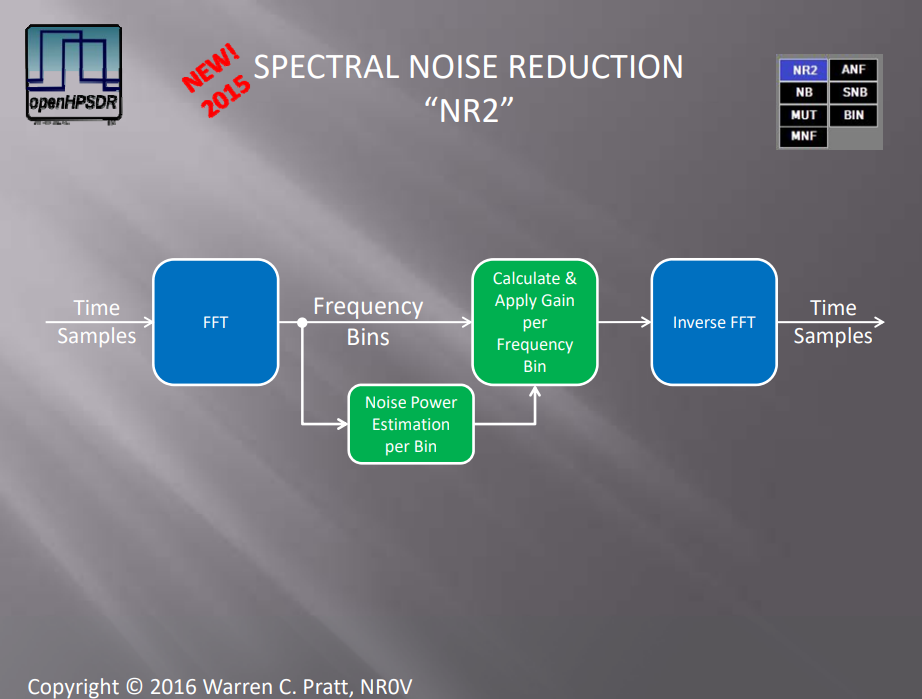 openHPSDR
NEW!
2015
SPECTRAL NOISE REDUCTION
“NR2”
NR2 ANF
NB SNB
MUT BIN
MNF
Time
Samples
FFT
Frequency
Bins
Calculate &
Apply Gain
per
Frequency
Bin
Noise Power
Estimation
per Bin
Inverse FFT
Time
Samples
Copyright © 2016 Warren C. Pratt, NR0V